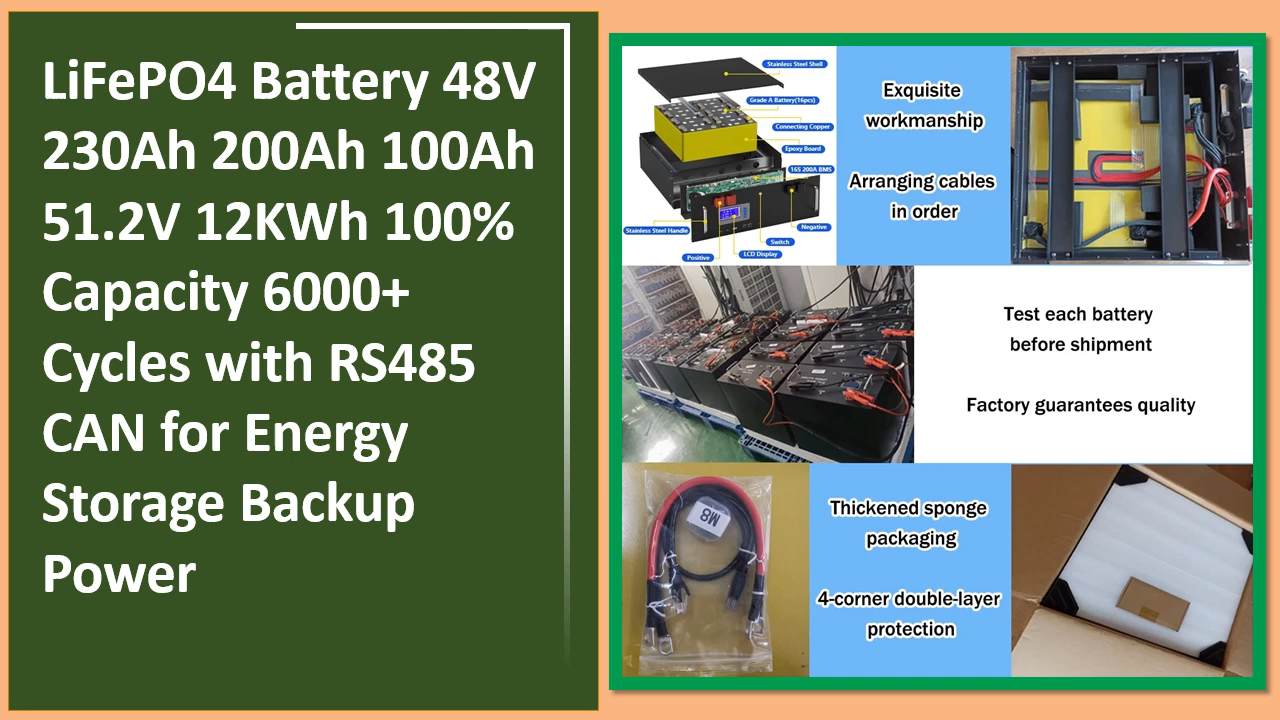 LiFePO4 Battery 48V
230Ah 200Ah 100Ah
51.2V 12KWh 100%
Capacity 6000+
Cycles with RS485
CAN for Energy
Storage Backup
Power
Stainless Steel Shell
Grade A Battery(16pcs)
Connecting Copper
Epoxy Board
16S 200A BMS
Stainless Steel Handle
Negative
Switch
LCD Display
Positive
Exquisite
workmanship
Arranging cables
in order
Test each battery
before shipment
Factory guarantees quality
M8
Thickened sponge
packaging
4-corner double-layer
protection